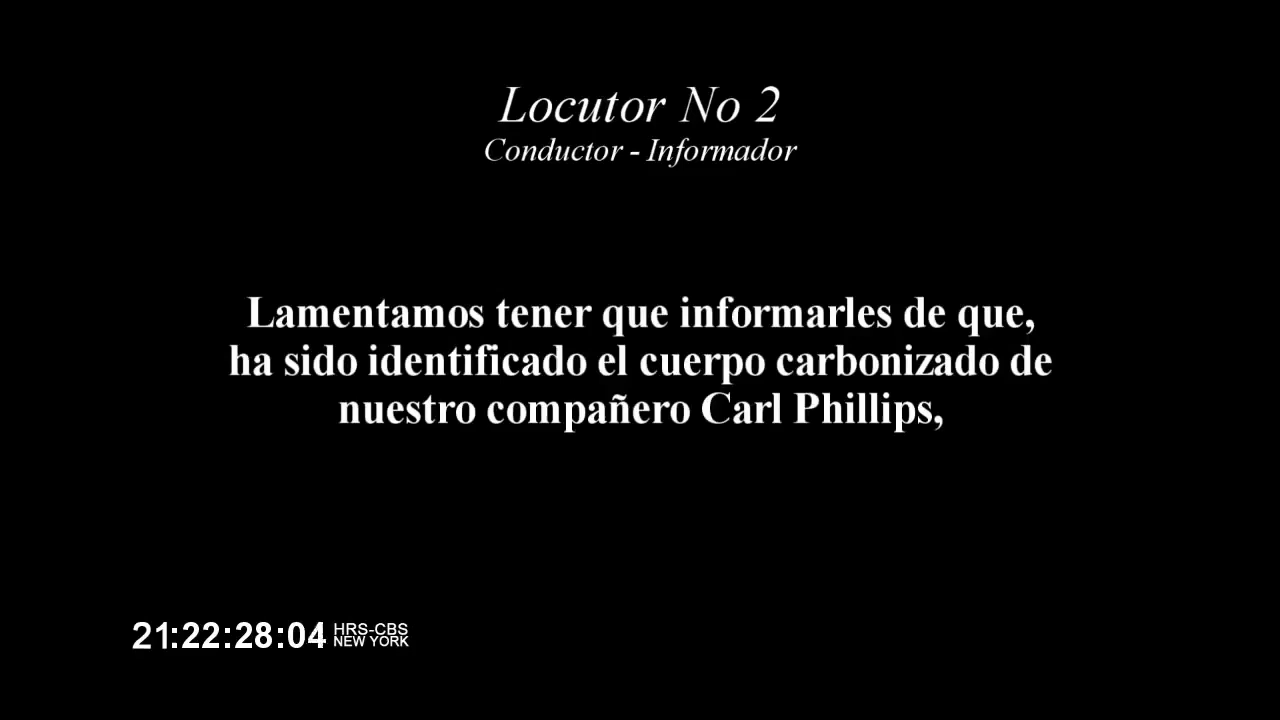 Locutor No 2
Conductor - Informador
Lamentamos tener que informarles de que,
ha sido identificado el cuerpo carbonizado de
nuestro compañero Carl Phillips,
21:22:28:04 HRS-CBS
NEW YORK